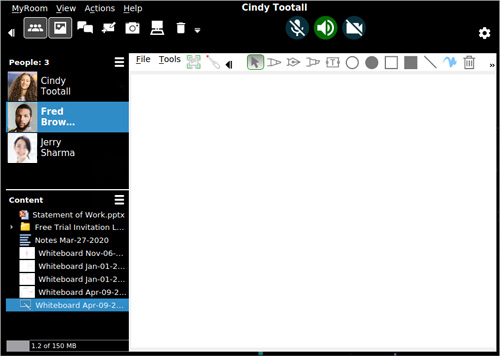 Cindy Tootall
MyRoom View Actions Help
People: 3
Cindy
Tootall
Fred
Brow...
Jerry
Sharma
Content
Statement of Work.pptx
Free Trial Invitation L...
Notes Mar-27-2020
Whiteboard Nov-06-...
Whiteboard Jan-01-2...
Whiteboard Jan-01-2...
Whiteboard Apr-09-2...
Whiteboard Apr-09-2...
1.2 of 150 MB
File Tools
T